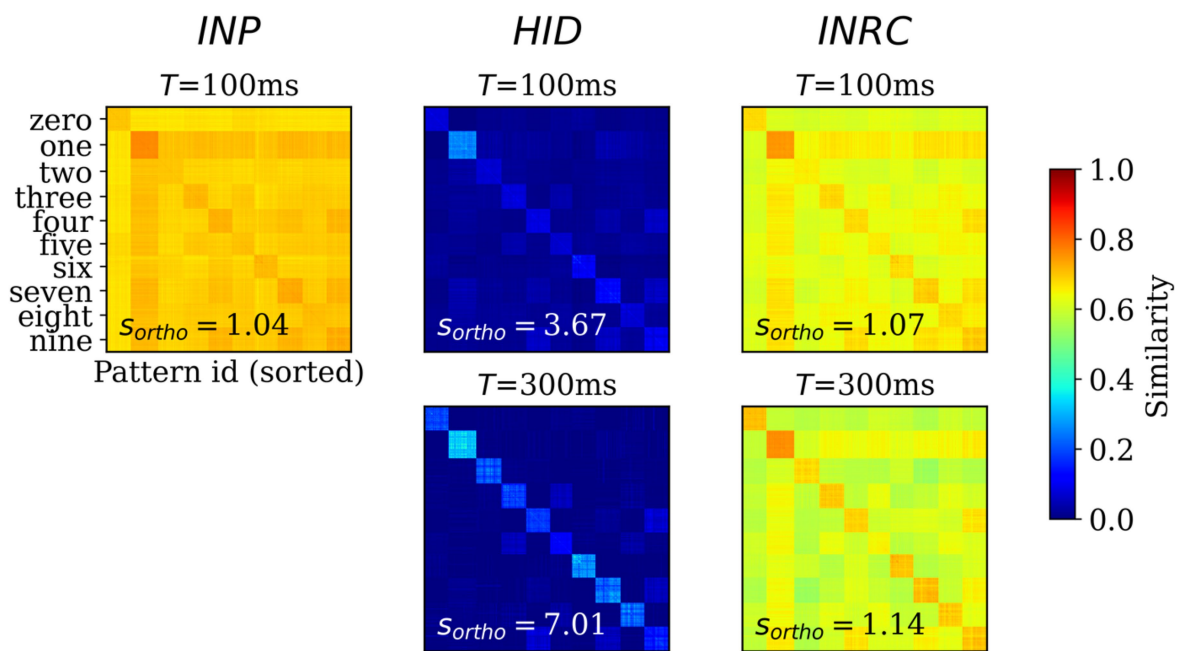 INP HID INRC
T=100ms T=100ms T=100ms
zero
one
two
three
four
five
six
seven
eight
nine
s_ortho = 1.04 s_ortho = 3.67 s_ortho = 1.07
Pattern id (sorted)
T=300ms T=300ms
s_ortho = 7.01 s_ortho = 1.14
1.0
0.8
0.6
0.4
0.2
0.0
Similarity